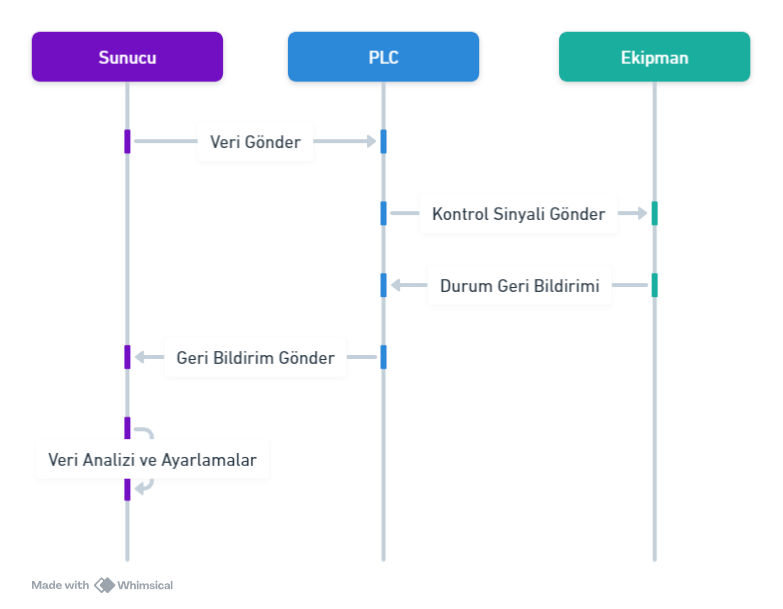 Sunucu
PLC
Ekipman
Veri Gönder
Kontrol Sinyali Gönder
Durum Geri Bildirimi
Geri Bildirim Gönder
Veri Analizi ve Ayarlamalar
Made with Whimsical